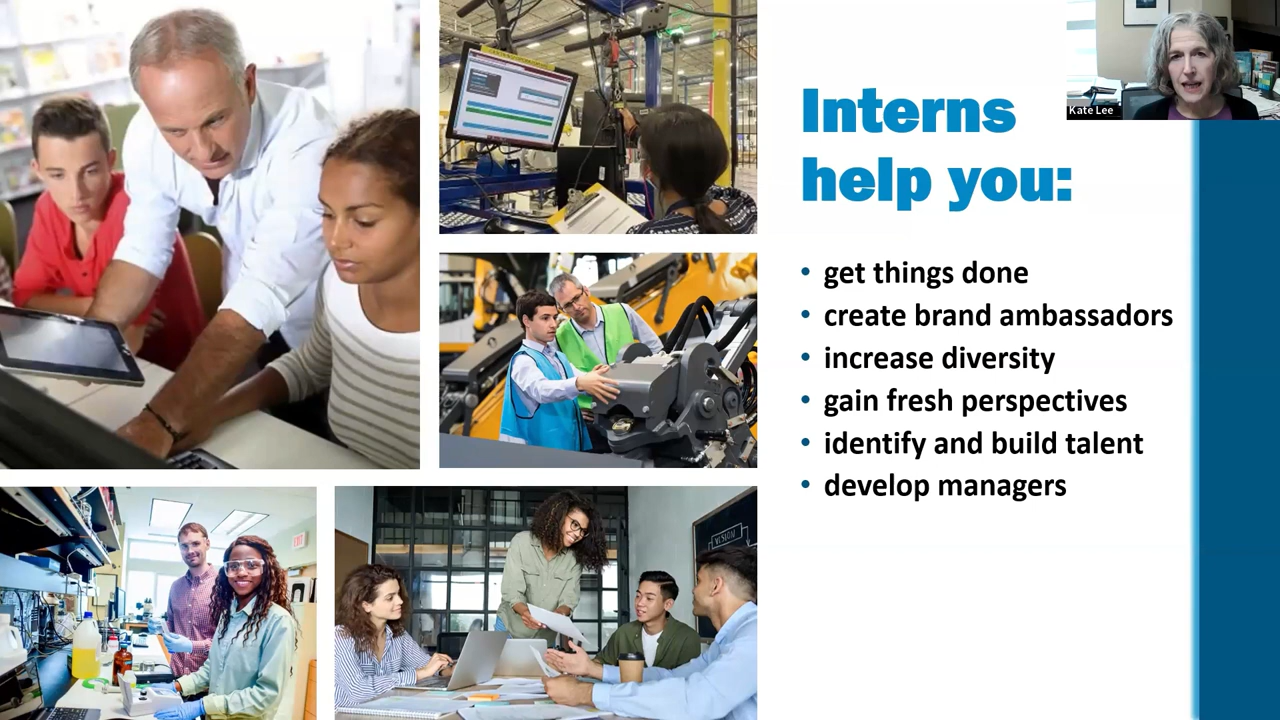 Interns
help you:
• get things done
• create brand ambassadors
• increase diversity
• gain fresh perspectives
• identify and build talent
• develop managers
Kate Lee
VISION